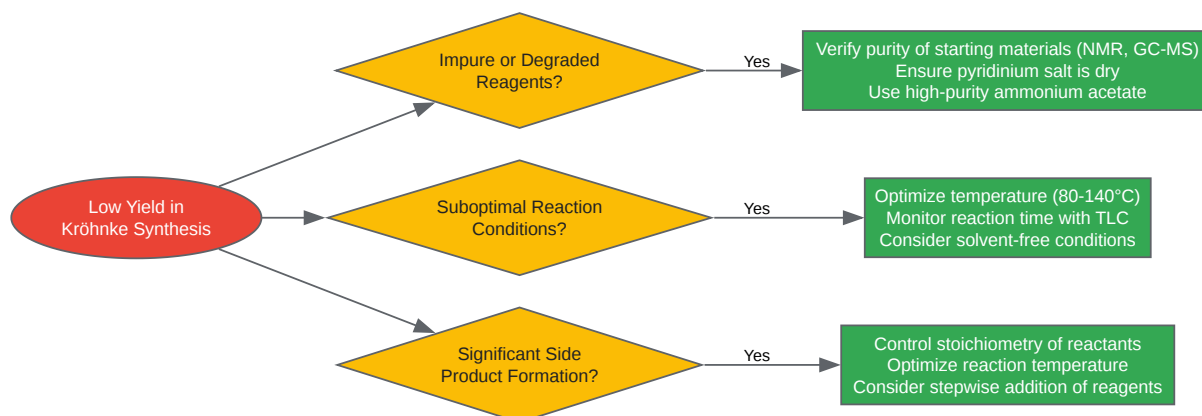 Low Yield in
Kröhnke Synthesis
Impure or Degraded
Reagents?
Yes
Verify purity of starting materials (NMR, GC-MS)
Ensure pyridinium salt is dry
Use high-purity ammonium acetate
Suboptimal Reaction
Conditions?
Yes
Optimize temperature (80-140°C)
Monitor reaction time with TLC
Consider solvent-free conditions
Significant Side
Product Formation?
Yes
Control stoichiometry of reactants
Optimize reaction temperature
Consider stepwise addition of reagents